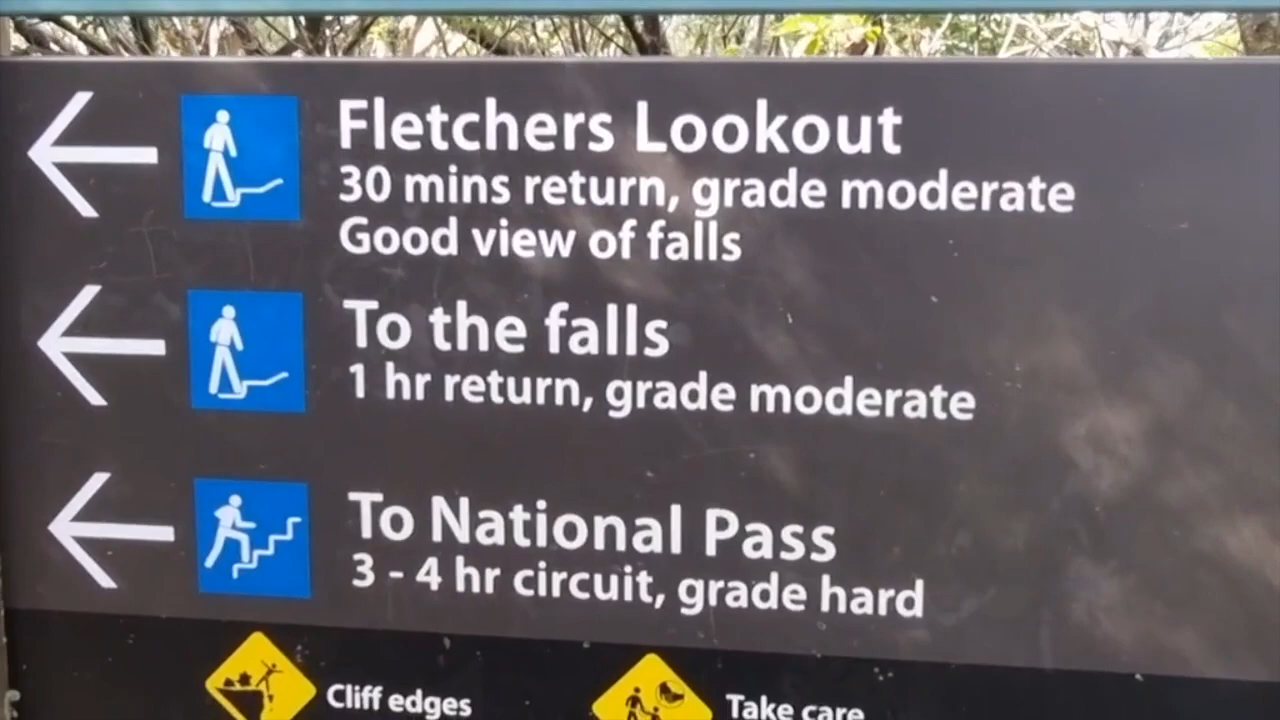 Fletchers Lookout
30 mins return, grade moderate
Good view of falls
To the falls
1 hr return, grade moderate
To National Pass
3 - 4 hr circuit, grade hard
Cliff edges
Take care